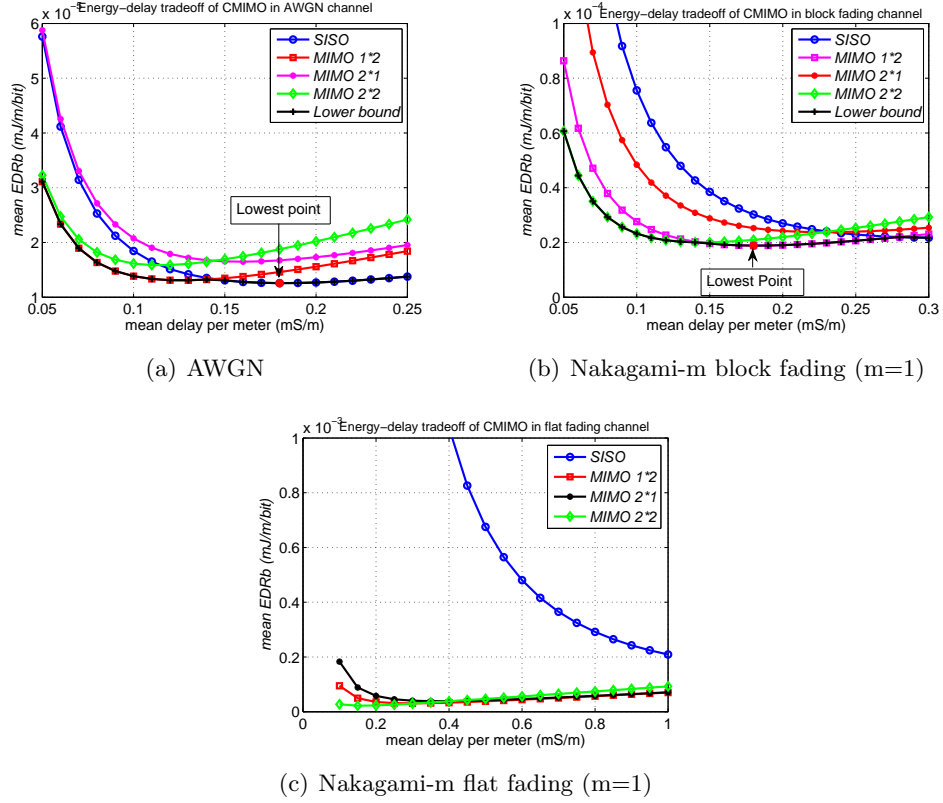 x 10⁻⁵ Energy−delay tradeoff of CMIMO in AWGN channel
6
5
4
3
2
1
mean EDRb (mJ/m/bit)
SISO
MIMO 1*2
MIMO 2*1
MIMO 2*2
Lower bound
Lowest point
0.05
0.1
0.15
0.2
0.25
mean delay per meter (mS/m)
(a) AWGN
x 10⁻⁴ Energy−delay tradeoff of CMIMO in block fading channel
1
0.8
0.6
0.4
0.2
0
mean EDRb (mJ/m/bit)
SISO
MIMO 1*2
MIMO 2*1
MIMO 2*2
Lower bound
Lowest Point
0.05
0.1
0.15
0.2
0.25
0.3
mean delay per meter (mS/m)
(b) Nakagami-m block fading (m=1)
x 10⁻³ Energy−delay tradeoff of CMIMO in flat fading channel
1
0.8
0.6
0.4
0.2
0
mean EDRb (mJ/m/bit)
SISO
MIMO 1*2
MIMO 2*1
MIMO 2*2
0
0.2
0.4
0.6
0.8
1
mean delay per meter (mS/m)
(c) Nakagami-m flat fading (m=1)